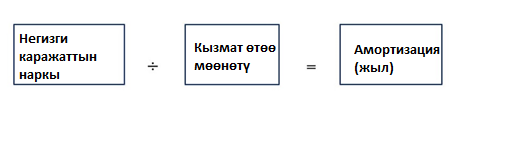 Негизги
каражаттын
наркы
÷
Кызмат өтөө
мөөнөтү
=
Амортизация
(жыл)